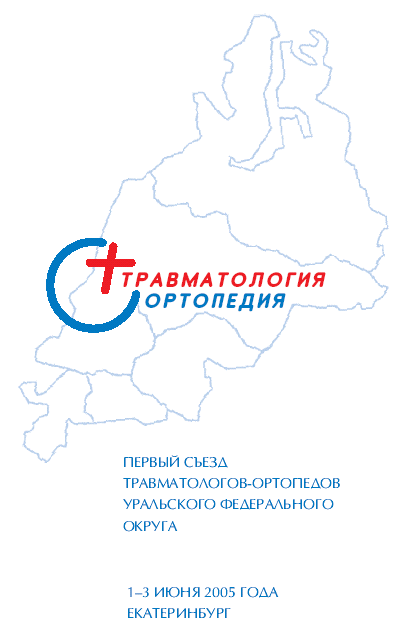 ТРАВМАТОЛОГИЯ
ОРТОПЕДИЯ
ПЕРВЫЙ СЪЕЗД
ТРАВМАТОЛОГОВ-ОРТОПЕДОВ
УРАЛЬСКОГО ФЕДЕРАЛЬНОГО
ОКРУГА
1–3 ИЮНЯ 2005 ГОДА
ЕКАТЕРИНБУРГ